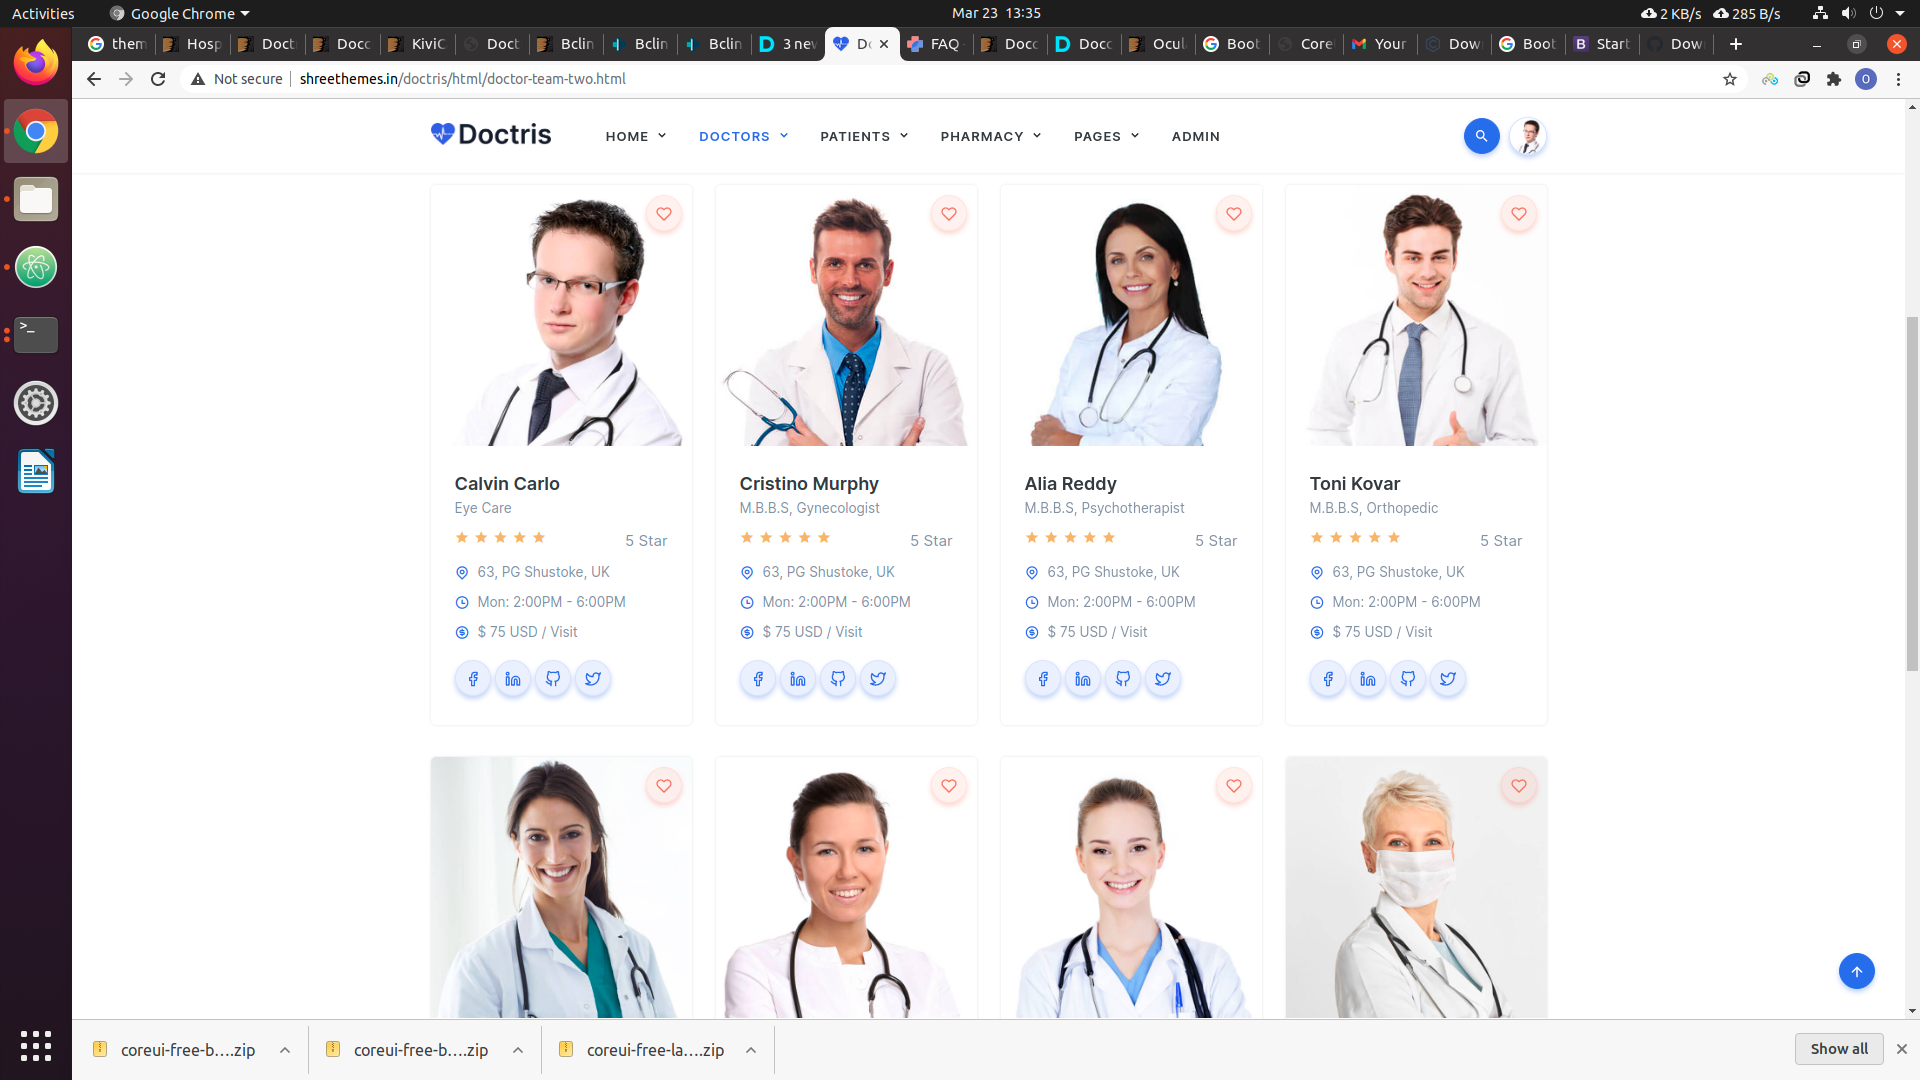 Activities Google Chrome Mar 23 13:35 2 KB/s 285 B/s
them Hosp Doct Docc KiviC Doct Bclin Bclin Bclin 3 nev Do FAQ Docc Docc Ocul Boot Core Your Dow Boot Start Dow
Not secure shreethemes.in/doctris/html/doctor-team-two.html O
Doctris HOME DOCTORS PATIENTS PHARMACY PAGES ADMIN
Calvin Carlo
Eye Care
5 Star
63, PG Shustoke, UK
Mon: 2:00PM - 6:00PM
$ 75 USD / Visit
Cristino Murphy
M.B.B.S, Gynecologist
5 Star
63, PG Shustoke, UK
Mon: 2:00PM - 6:00PM
$ 75 USD / Visit
Alia Reddy
M.B.B.S, Psychotherapist
5 Star
63, PG Shustoke, UK
Mon: 2:00PM - 6:00PM
$ 75 USD / Visit
Toni Kovar
M.B.B.S, Orthopedic
5 Star
63, PG Shustoke, UK
Mon: 2:00PM - 6:00PM
$ 75 USD / Visit
coreui-free-b....zip coreui-free-b....zip coreui-free-la....zip Show all